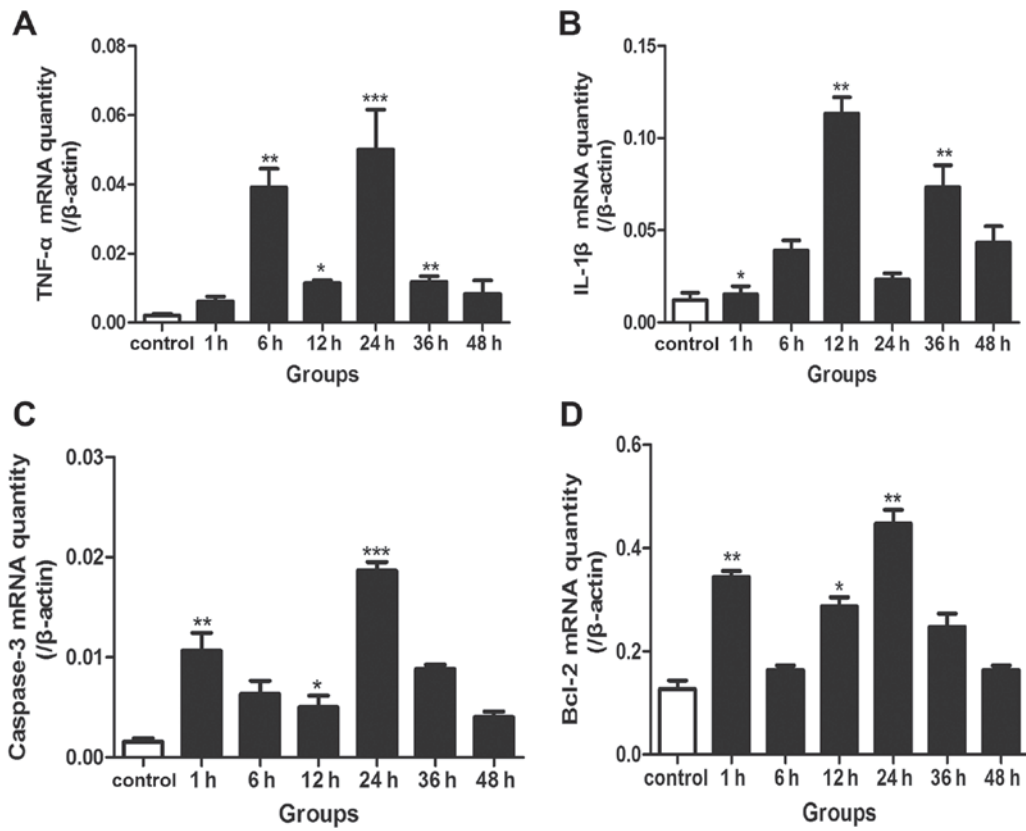 A
TNF-α mRNA quantity
(/β-actin)
0.08
0.06
0.04
0.02
0.00
**
*
***
**
control 1 h 6 h 12 h 24 h 36 h 48 h
Groups
B
IL-1β mRNA quantity
(/β-actin)
0.15
0.10
0.05
0.00
*
**
**
control 1 h 6 h 12 h 24 h 36 h 48 h
Groups
C
Caspase-3 mRNA quantity
(/β-actin)
0.03
0.02
0.01
0.00
**
*
***
control 1 h 6 h 12 h 24 h 36 h 48 h
Groups
D
Bcl-2 mRNA quantity
(/β-actin)
0.6
0.4
0.2
0.0
**
*
**
control 1 h 6 h 12 h 24 h 36 h 48 h
Groups